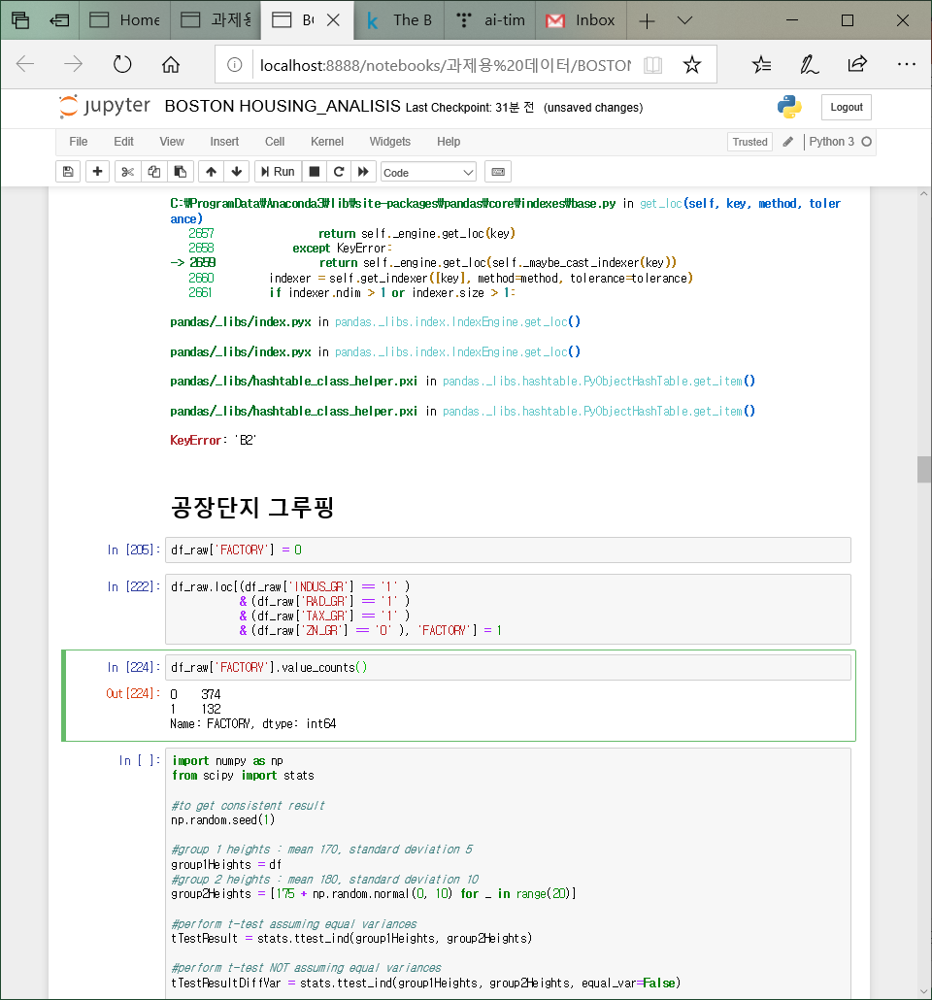 Home
과제용
BO
The B
ai-tim
Inbox
localhost:8888/notebooks/과제용%20데이터/BOSTON
jupyter BOSTON HOUSING_ANALISIS Last Checkpoint: 31분 전 (unsaved changes)
Logout
File Edit View Insert Cell Kernel Widgets Help
Trusted Python 3
Run Code
C:₩ProgramData₩Anaconda3₩lib₩site-packages₩pandas₩core₩indexes₩base.py in get_loc(self, key, method, toler
ance)
2657 return self._engine.get_loc(key)
2658 except KeyError:
-> 2659 return self._engine.get_loc(self._maybe_cast_indexer(key))
2660 indexer = self.get_indexer([key], method=method, tolerance=tolerance)
2661 if indexer.ndim > 1 or indexer.size > 1:
pandas/_libs/index.pyx in pandas._libs.index.IndexEngine.get_loc()
pandas/_libs/index.pyx in pandas._libs.index.IndexEngine.get_loc()
pandas/_libs/hashtable_class_helper.pxi in pandas._libs.hashtable.PyObjectHashTable.get_item()
pandas/_libs/hashtable_class_helper.pxi in pandas._libs.hashtable.PyObjectHashTable.get_item()
KeyError: 'B2'
공장단지 그루핑
In [205]: df_raw['FACTORY'] = 0
In [222]: df_raw.loc[(df_raw['INDUS_GR'] == '1' )
& (df_raw['RAD_GR'] == '1' )
& (df_raw['TAX_GR'] == '1' )
& (df_raw['ZN_GR'] == '0' ), 'FACTORY'] = 1
In [224]: df_raw['FACTORY'].value_counts()
Out[224]: 0 374
1 132
Name: FACTORY, dtype: int64
In [ ]: import numpy as np
from scipy import stats
#to get consistent result
np.random.seed(1)
#group 1 heights : mean 170, standard deviation 5
group1Heights = df
#group 2 heights : mean 180, standard deviation 10
group2Heights = [175 + np.random.normal(0, 10) for _ in range(20)]
#perform t-test assuming equal variances
tTestResult = stats.ttest_ind(group1Heights, group2Heights)
#perform t-test NOT assuming equal variances
tTestResultDiffVar = stats.ttest_ind(group1Heights, group2Heights, equal_var=False)